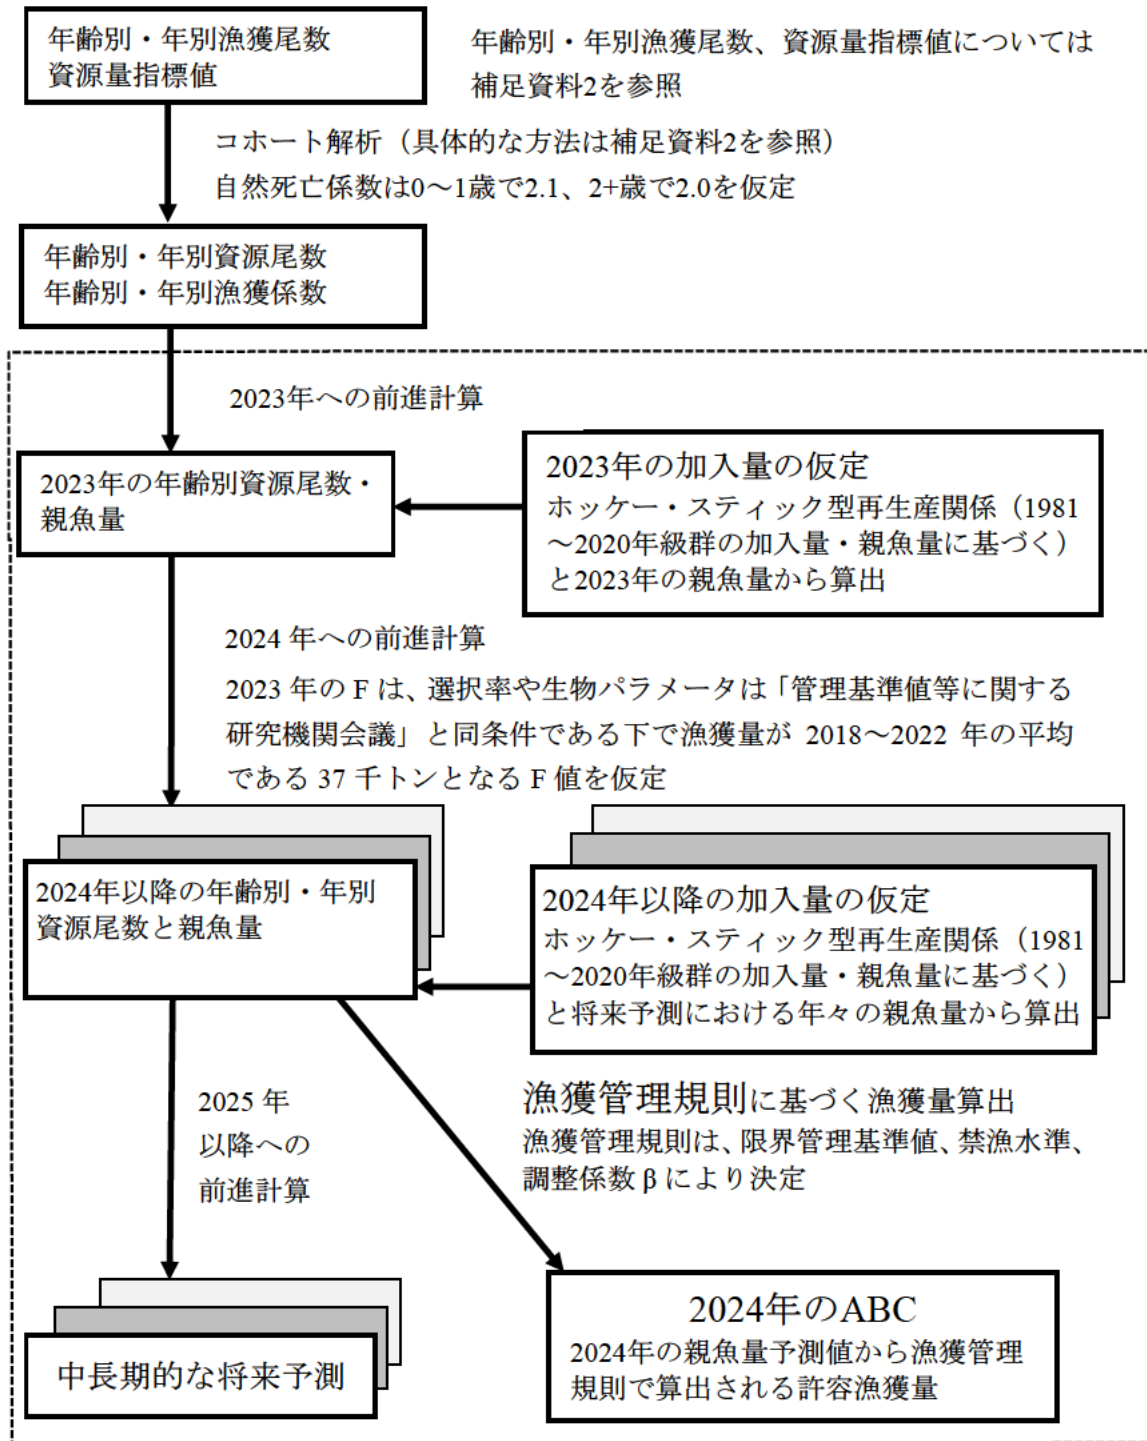 年齢別・年別漁獲尾数
資源量指標値
年齢別・年別漁獲尾数、資源量指標値については
補足資料2を参照
コホート解析（具体的な方法は補足資料2を参照）
自然死亡係数は0～1歳で2.1、2+歳で2.0を仮定
年齢別・年別資源尾数
年齢別・年別漁獲係数
2023年への前進計算
2023年の年齢別資源尾数・
親魚量
2023年の加入量の仮定
ホッケー・スティック型再生産関係（1981
～2020年級群の加入量・親魚量に基づく）
と2023年の親魚量から算出
2024 年への前進計算
2023 年の F は、選択率や生物パラメータは「管理基準値等に関する
研究機関会議」と同条件である下で漁獲量が 2018～2022 年の平均
である 37 千トンとなる F 値を仮定
2024年以降の年齢別・年別
資源尾数と親魚量
2024年以降の加入量の仮定
ホッケー・スティック型再生産関係（1981
～2020年級群の加入量・親魚量に基づく）
と将来予測における年々の親魚量から算出
2025 年
以降への
前進計算
漁獲管理規則に基づく漁獲量算出
漁獲管理規則は、限界管理基準値、禁漁水準、
調整係数 β により決定
中長期的な将来予測
2024年のABC
2024年の親魚量予測値から漁獲管理
規則で算出される許容漁獲量